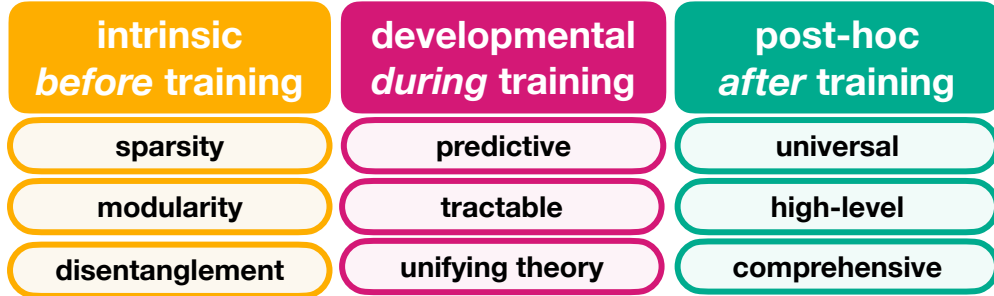 intrinsic
before training
developmental
during training
post-hoc
after training
sparsity
predictive
universal
modularity
tractable
high-level
disentanglement
unifying theory
comprehensive